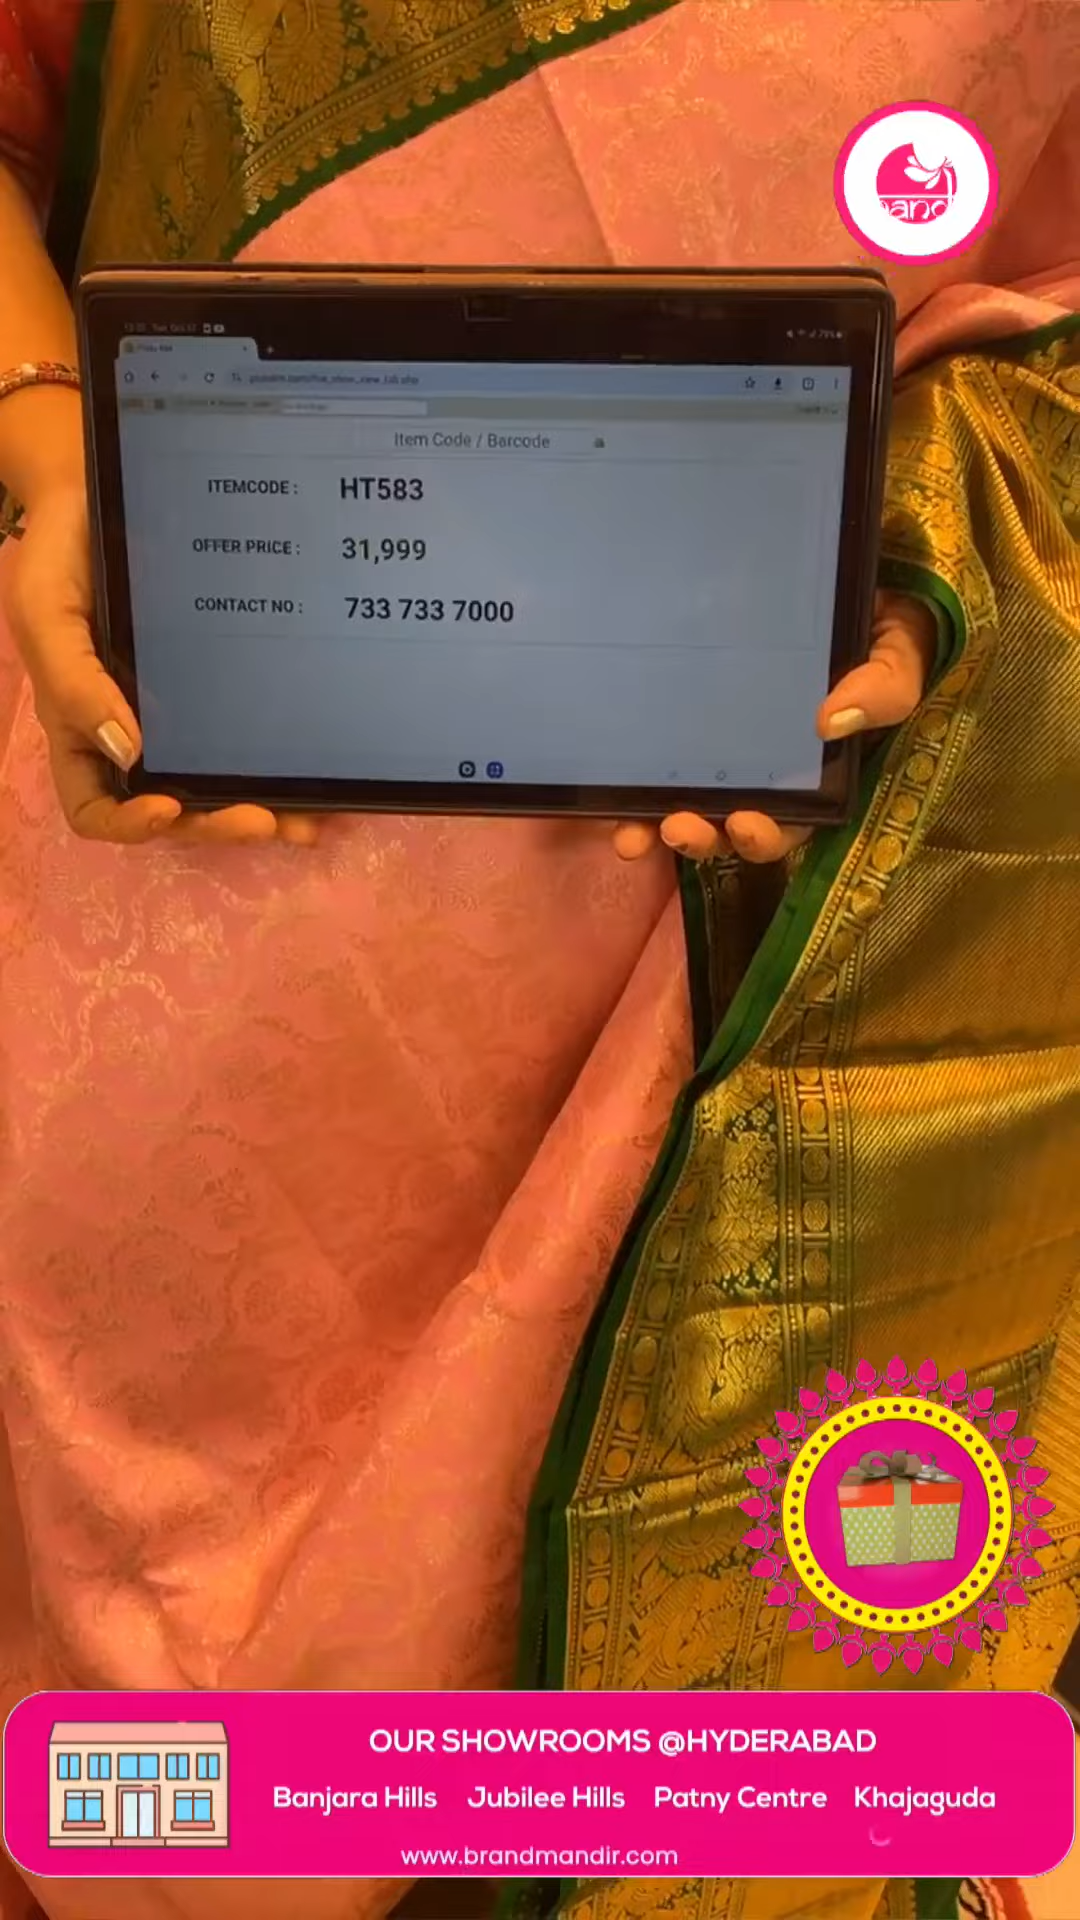 mand
Item Code / Barcode
ITEMCODE : HT583
OFFER PRICE : 31,999
CONTACT NO : 733 733 7000
OUR SHOWROOMS @HYDERABAD
Banjara Hills Jubilee Hills Patny Centre Khajaguda
www.brandmandir.com